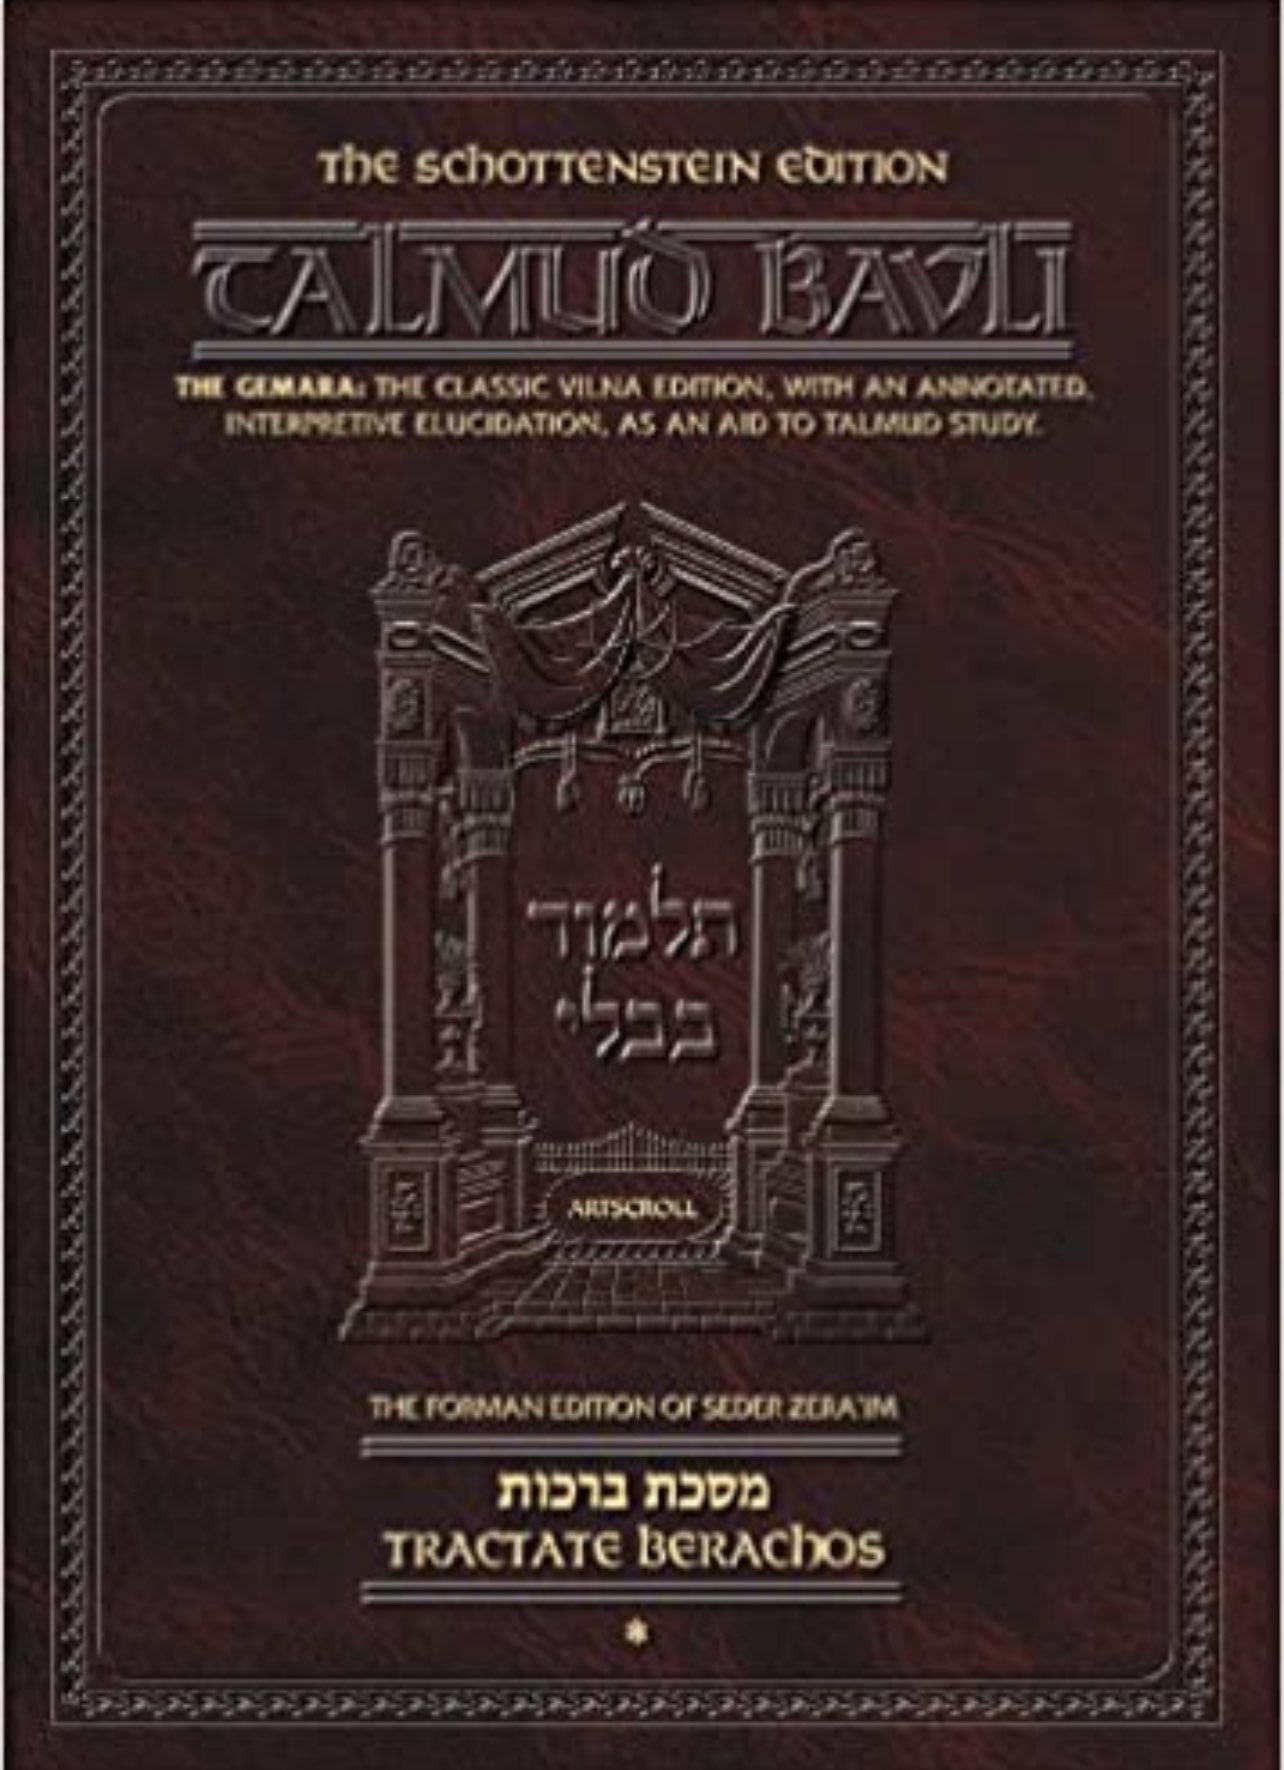 THE SCHOTTENSTEIN EDITION
TALMUD BAVLI
THE GEMARA: THE CLASSIC VILNA EDITION, WITH AN ANNOTATED,
INTERPRETIVE ELUCIDATION, AS AN AID TO TALMUD STUDY.
תלמוד
בבלי
ARTSCROLL
THE FORMAN EDITION OF SEDER ZERA'IM
מסכת ברכות
TRACTATE BERACHOS
*